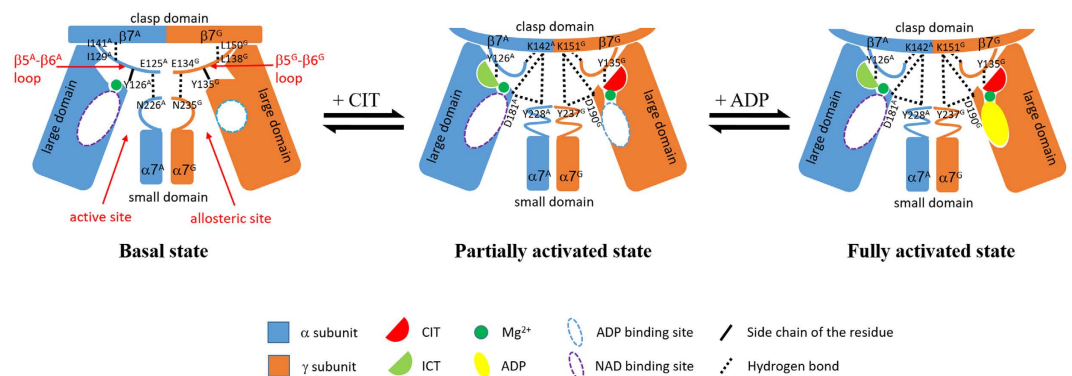 clasp domain
β7ᴬ β7ᴳ
I141ᴬ L150ᴳ
I129ᴬ L138ᴳ
β5ᴬ-β6ᴬ
loop
E125ᴬ E134ᴳ
β5ᴳ-β6ᴳ
loop
Y126ᴬ Y135ᴳ
N226ᴬ N235ᴳ
large domain
large domain
α7ᴬ α7ᴳ
small domain
active site
allosteric site
Basal state
+ CIT
clasp domain
β7ᴬ K142ᴬ K151ᴳ β7ᴳ
Y126ᴬ Y135ᴳ
D181ᴬ Y228ᴬ Y237ᴳ D190ᴳ
large domain
large domain
α7ᴬ α7ᴳ
small domain
Partially activated state
+ ADP
clasp domain
β7ᴬ K142ᴬ K151ᴳ β7ᴳ
Y126ᴬ Y135ᴳ
D181ᴬ Y228ᴬ Y237ᴳ D190ᴳ
large domain
large domain
α7ᴬ α7ᴳ
small domain
Fully activated state
α subunit CIT Mg²⁺ ADP binding site Side chain of the residue
γ subunit ICT ADP NAD binding site Hydrogen bond